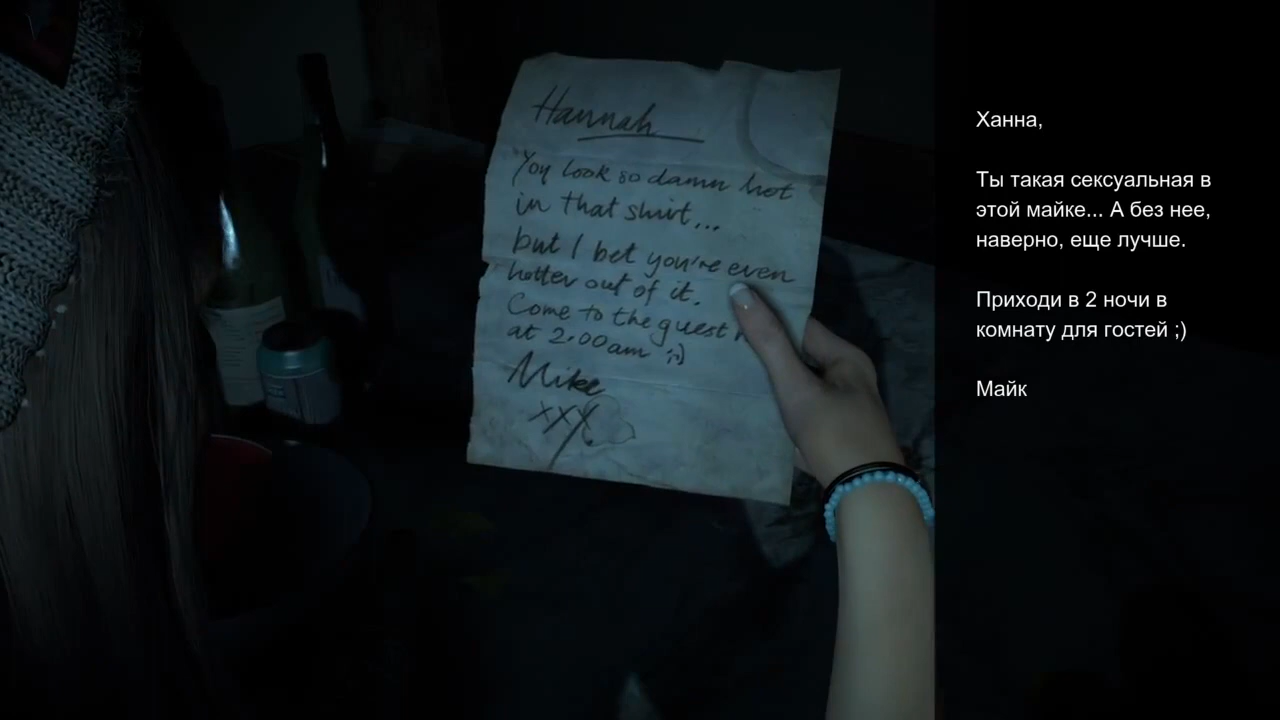 Hannah
You look so damn hot
in that shirt...
but I bet you're even
hotter out of it.
Come to the guest
at 2.00am ;)
Mike
xxx
Ханна,
Ты такая сексуальная в
этой майке... А без нее,
наверно, еще лучше.
Приходи в 2 ночи в
комнату для гостей ;)
Майк